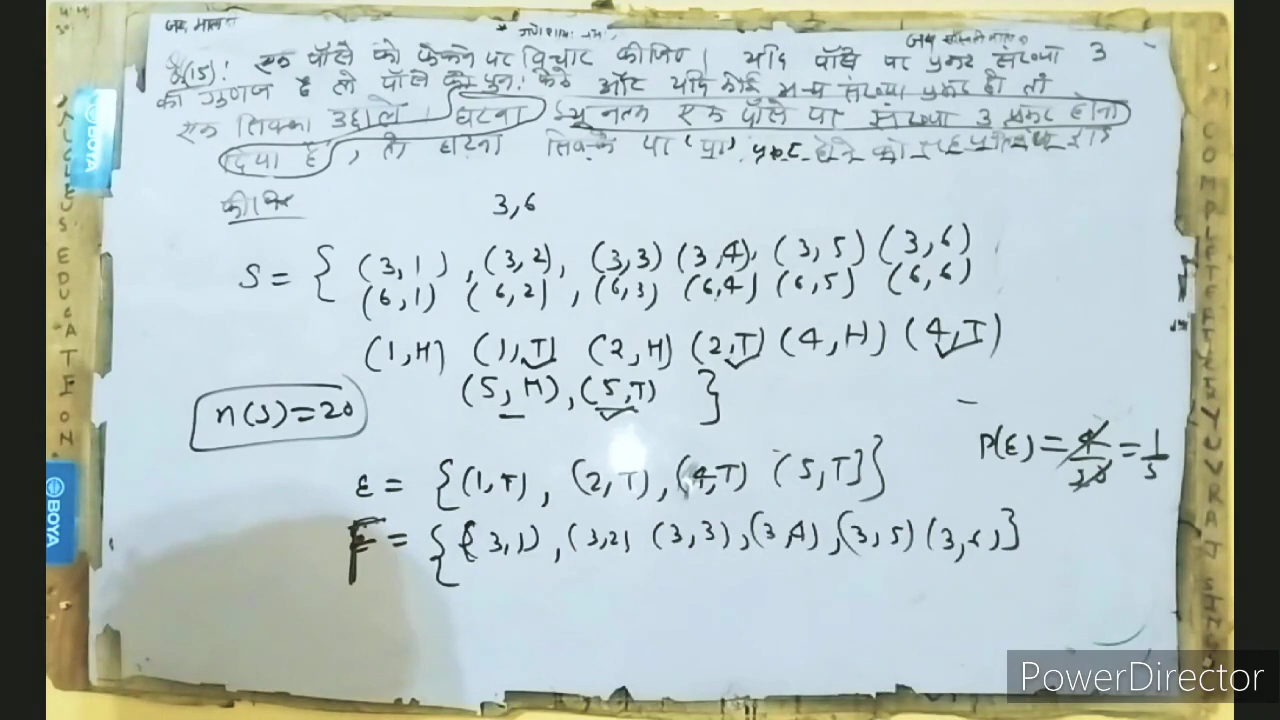 जय माता
प्र(15): एक पाँसे को फेंकने पर विचार कीजिए। यदि पाँसे पर प्रकट संख्या 3
का गुणज है तो पाँसे को पुनः फेंके और यदि कोई अन्य संख्या प्रकट हो तो
एक सिक्का उछाले। घटना न्यूनतम एक पाँसे पर संख्या 3 प्रकट होना
दिया है, तो घटना सिक्के पर 'पट' प्रकट होने की
कीजिए
3,6
S = { (3,1), (3,2), (3,3) (3,4), (3,5) (3,6)
(6,1) (6,2), (6,3) (6,4) (6,5) (6,6)
(1,H) (1,T) (2,H) (2,T) (4,H) (4,T)
(5,H), (5,T) }
n(S)=20
P(E) = 4/20 = 1/5
E = {(1,T), (2,T), (4,T) (5,T)}
F = {(3,1), (3,2) (3,3), (3,4), (3,5) (3,6,}
BOYA
BOYA
EDUCATION
PowerDirector